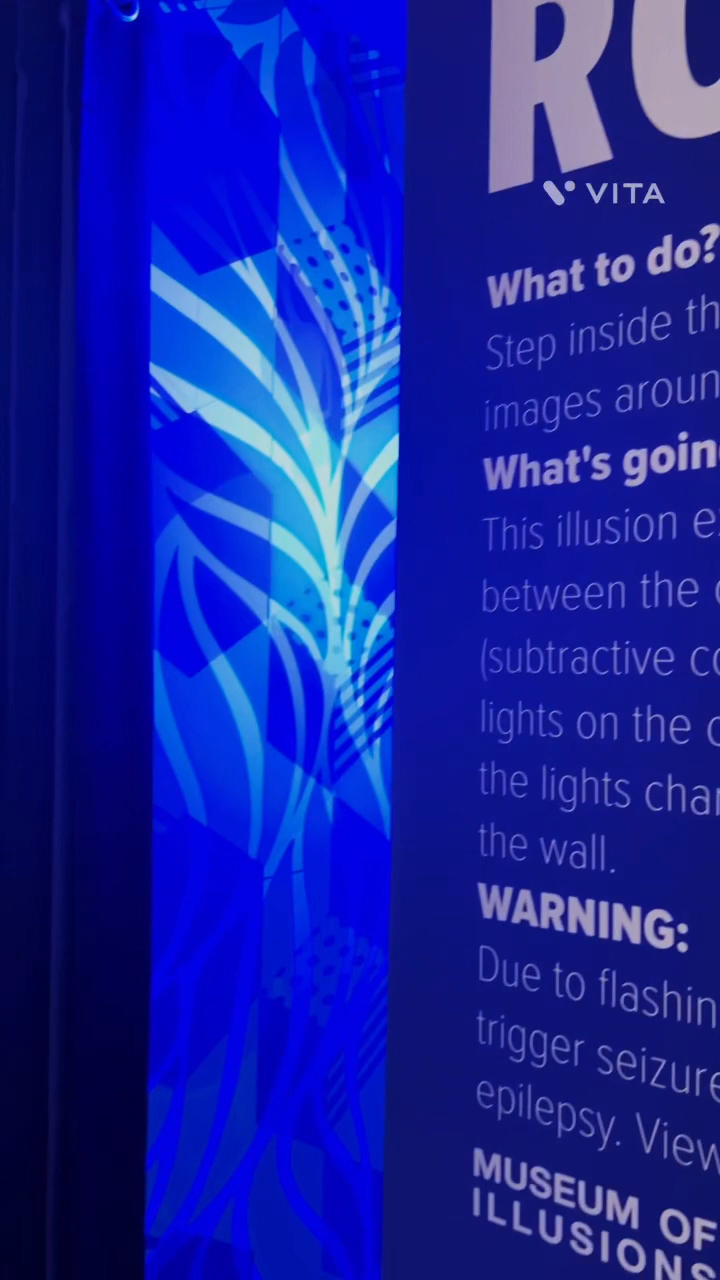 RO
VITA
What to do?
Step inside th
images aroun
What's goin
This illusion e
between the
(subtractive co
lights on the
the lights cha
the wall.
WARNING:
Due to flashin
trigger seizure
epilepsy. View
MUSEUM OF
ILLUSIONS